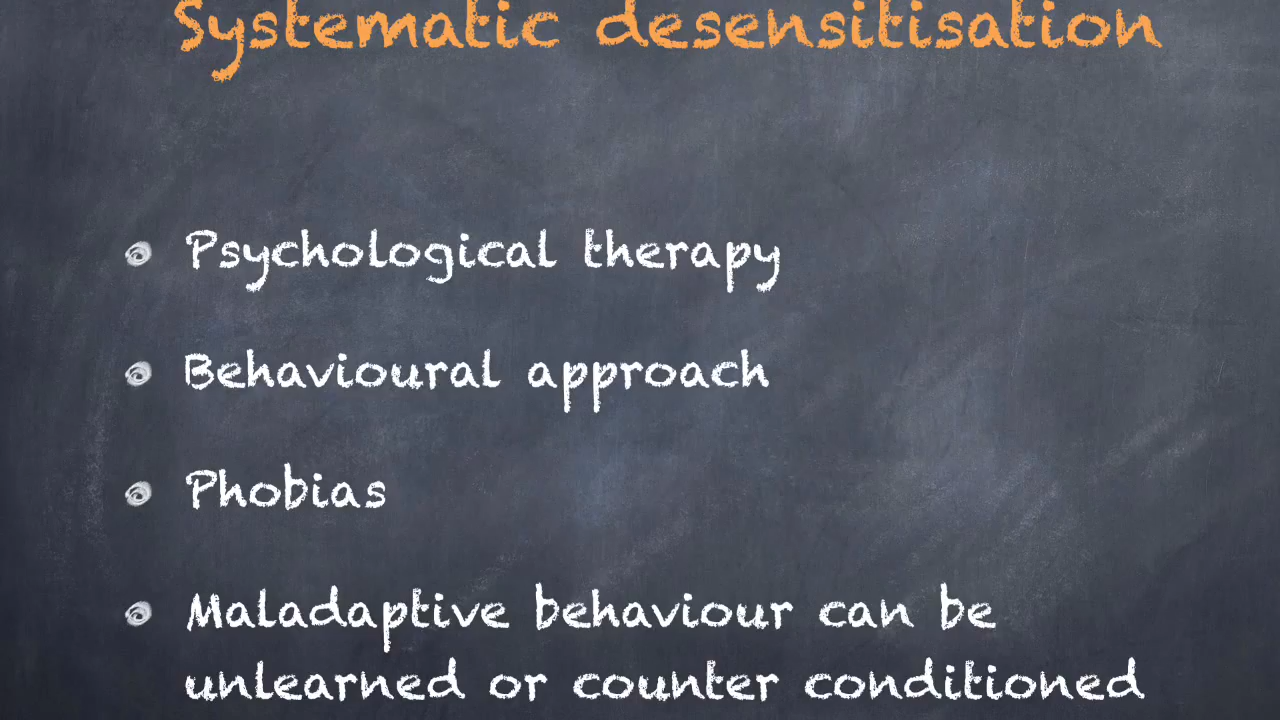 Systematic desensitisation
Psychological therapy
Behavioural approach
Phobias
Maladaptive behaviour can be
unlearned or counter conditioned